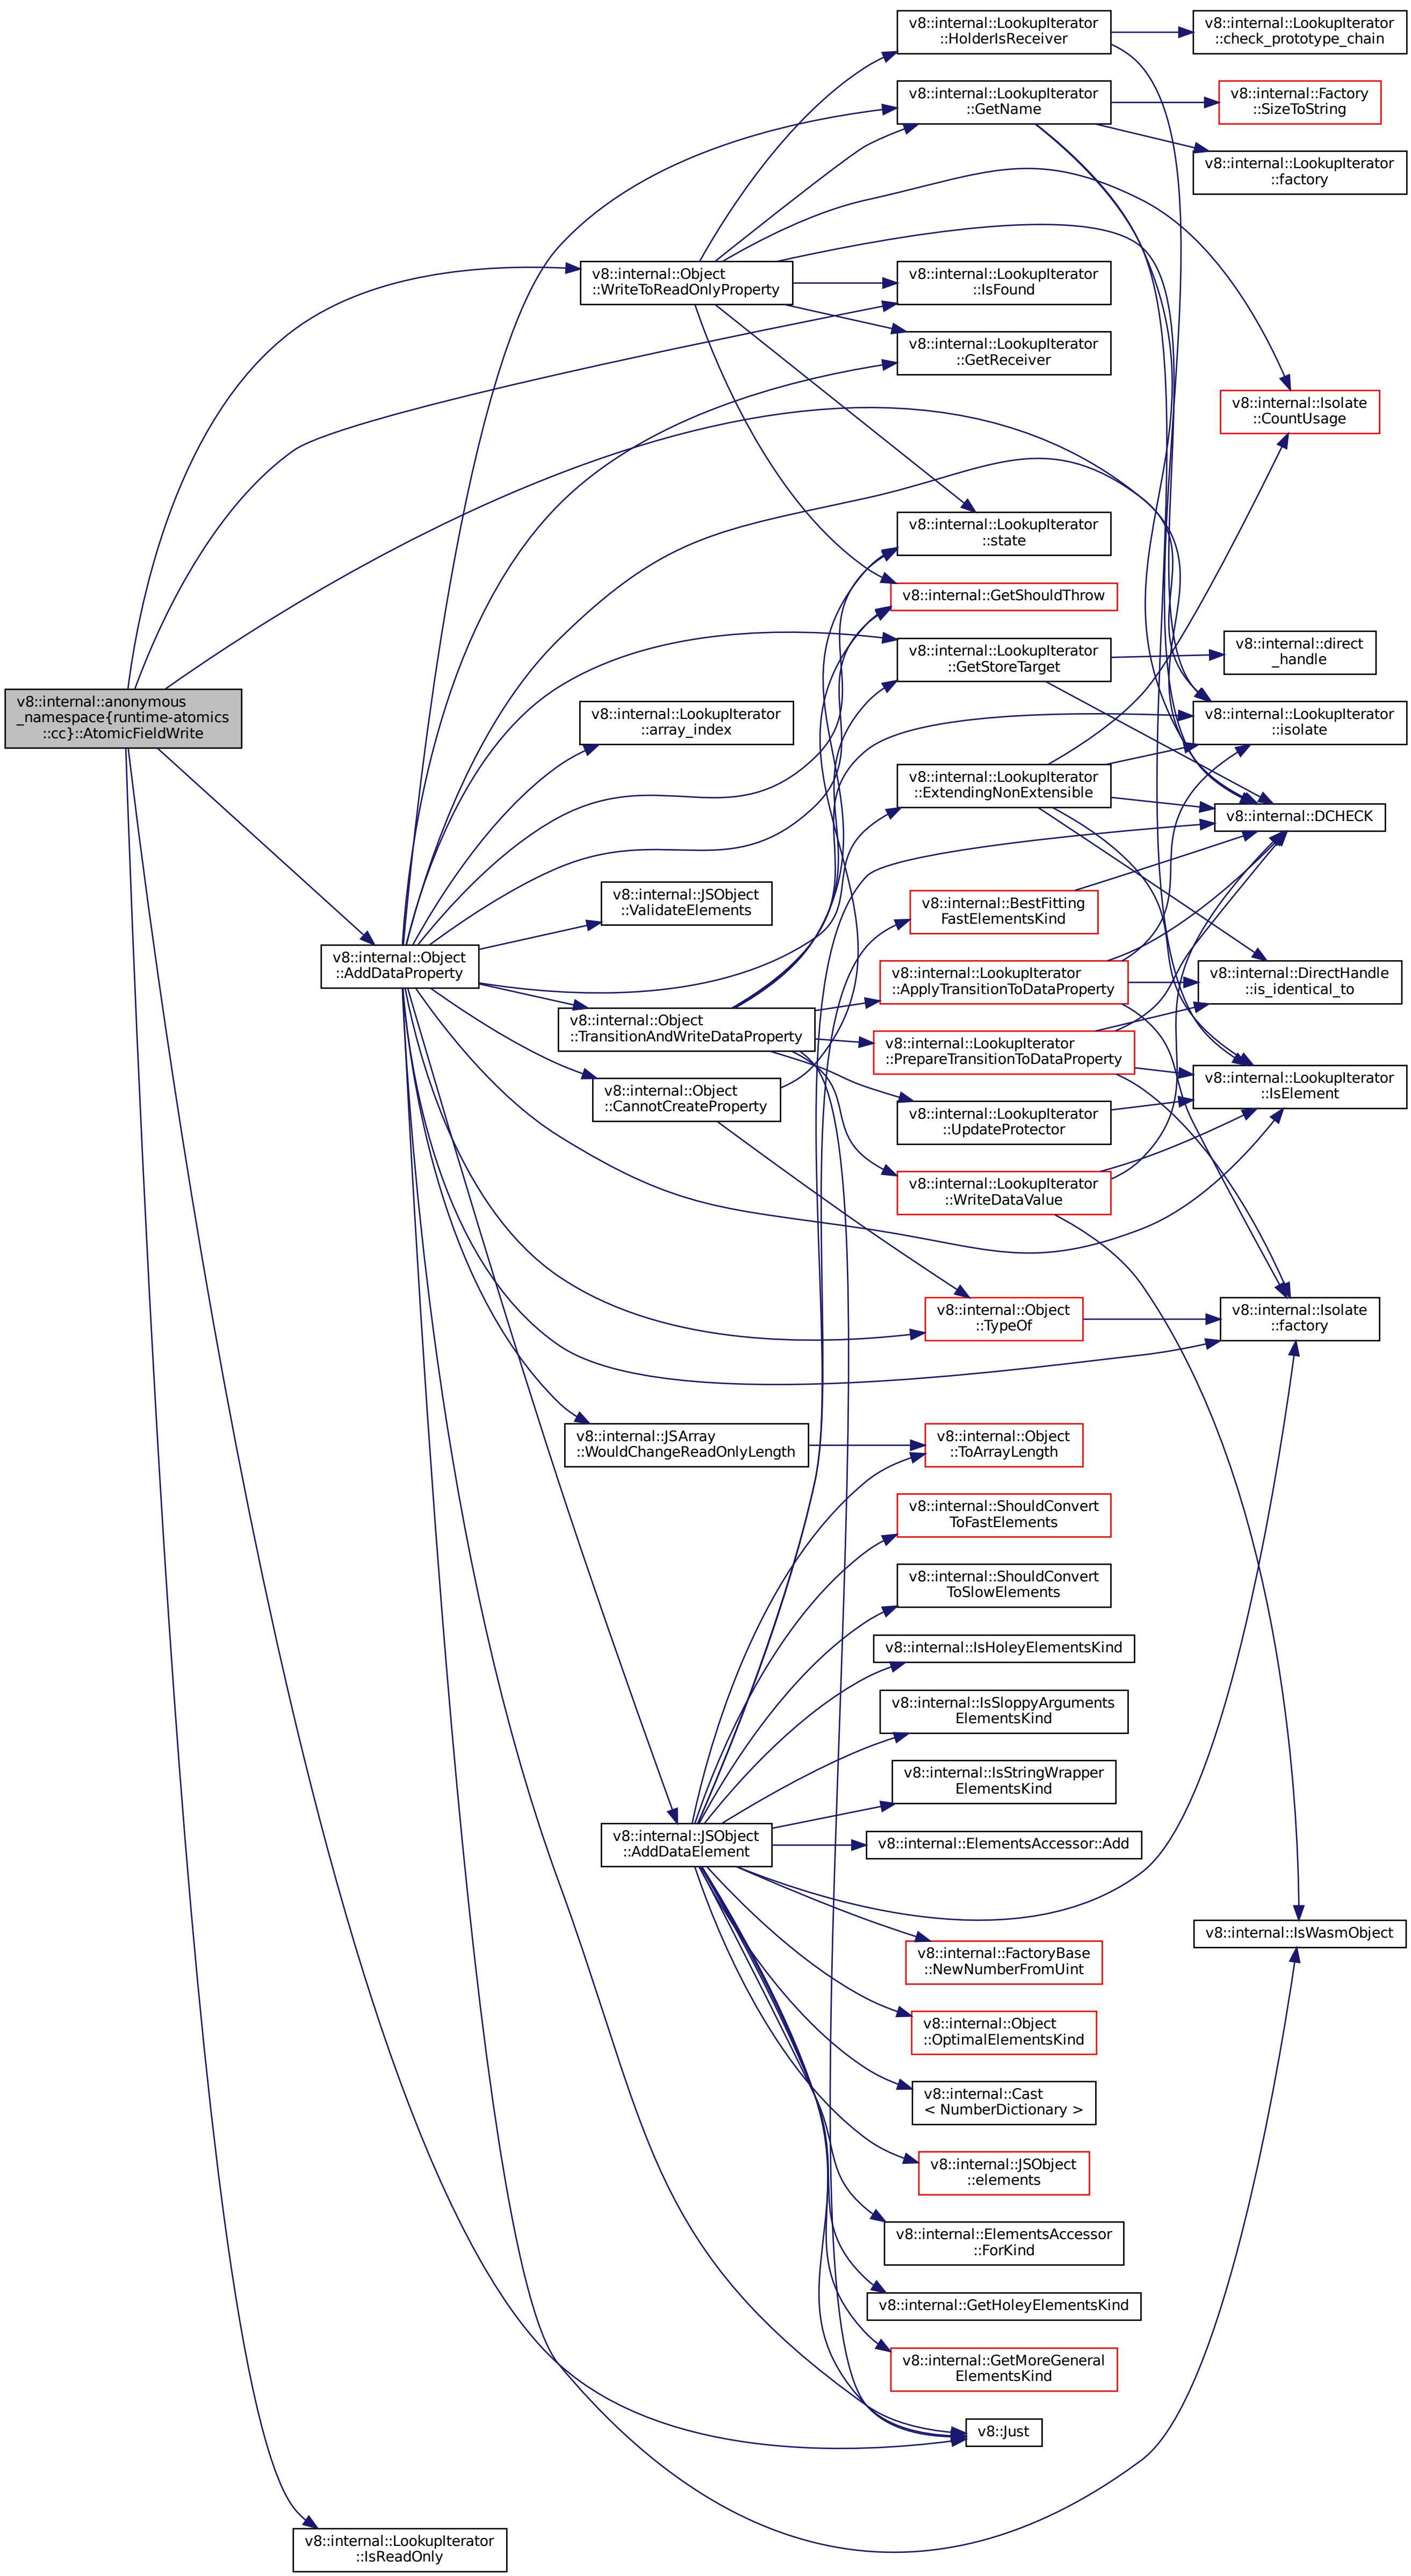 v8::internal::LookupIterator
::HolderIsReceiver
v8::internal::LookupIterator
::check_prototype_chain
v8::internal::LookupIterator
::GetName
v8::internal::Factory
::SizeToString
v8::internal::LookupIterator
::factory
v8::internal::Object
::WriteToReadOnlyProperty
v8::internal::LookupIterator
::IsFound
v8::internal::LookupIterator
::GetReceiver
v8::internal::Isolate
::CountUsage
v8::internal::LookupIterator
::state
v8::internal::GetShouldThrow
v8::internal::LookupIterator
::GetStoreTarget
v8::internal::direct
_handle
v8::internal::anonymous
_namespace{runtime-atomics
::cc}::AtomicFieldWrite
v8::internal::LookupIterator
::array_index
v8::internal::LookupIterator
::isolate
v8::internal::LookupIterator
::ExtendingNonExtensible
v8::internal::DCHECK
v8::internal::JSObject
::ValidateElements
v8::internal::BestFitting
FastElementsKind
v8::internal::Object
::AddDataProperty
v8::internal::LookupIterator
::ApplyTransitionToDataProperty
v8::internal::DirectHandle
::is_identical_to
v8::internal::Object
::TransitionAndWriteDataProperty
v8::internal::LookupIterator
::PrepareTransitionToDataProperty
v8::internal::LookupIterator
::IsElement
v8::internal::Object
::CannotCreateProperty
v8::internal::LookupIterator
::UpdateProtector
v8::internal::LookupIterator
::WriteDataValue
v8::internal::Object
::TypeOf
v8::internal::Isolate
::factory
v8::internal::JSArray
::WouldChangeReadOnlyLength
v8::internal::Object
::ToArrayLength
v8::internal::ShouldConvert
ToFastElements
v8::internal::ShouldConvert
ToSlowElements
v8::internal::IsHoleyElementsKind
v8::internal::IsSloppyArguments
ElementsKind
v8::internal::IsStringWrapper
ElementsKind
v8::internal::JSObject
::AddDataElement
v8::internal::ElementsAccessor::Add
v8::internal::IsWasmObject
v8::internal::FactoryBase
::NewNumberFromUint
v8::internal::Object
::OptimalElementsKind
v8::internal::Cast
< NumberDictionary >
v8::internal::JSObject
::elements
v8::internal::ElementsAccessor
::ForKind
v8::internal::GetHoleyElementsKind
v8::internal::GetMoreGeneral
ElementsKind
v8::Just
v8::internal::LookupIterator
::IsReadOnly